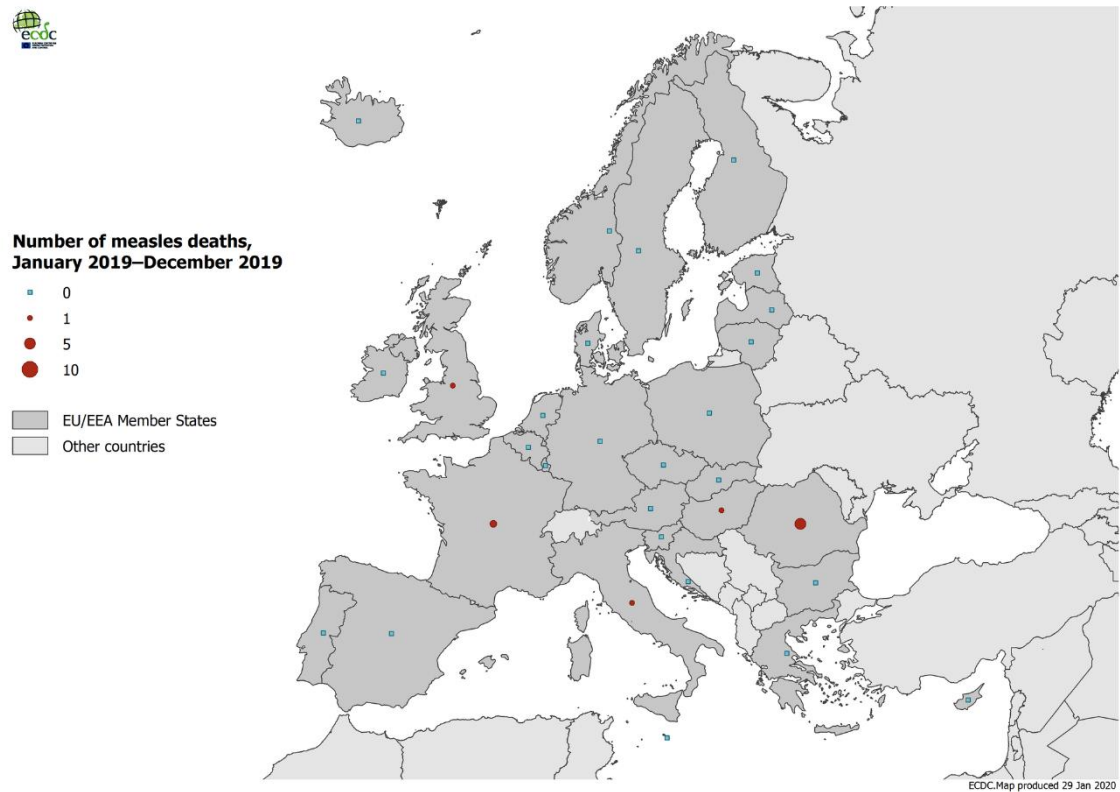 ecdc
Number of measles deaths,
January 2019–December 2019
0
1
5
10
EU/EEA Member States
Other countries
ECDC.Map produced 29 Jan 2020